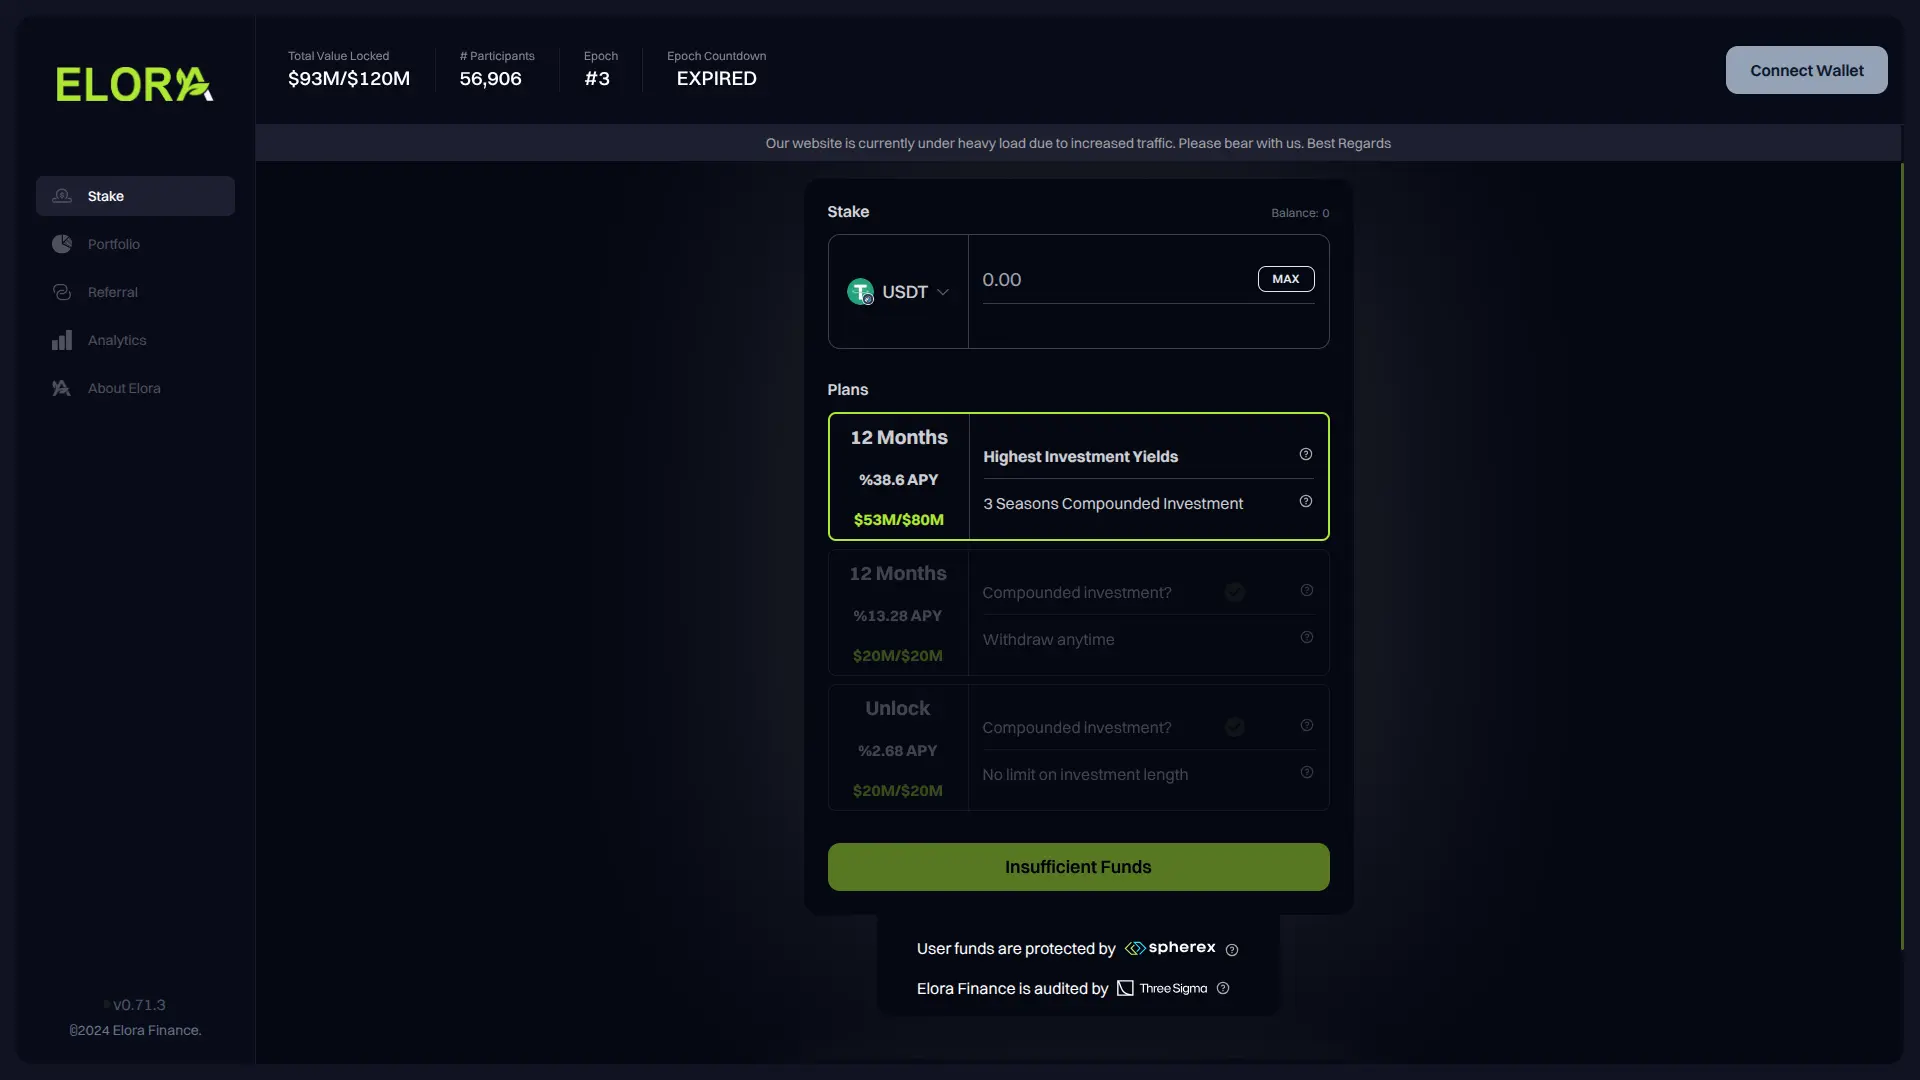 ELORA
Total Value Locked
$93M/$120M
# Participants
56,906
Epoch
#3
Epoch Countdown
EXPIRED
Connect Wallet
Our website is currently under heavy load due to increased traffic. Please bear with us. Best Regards
Stake
Portfolio
Referral
Analytics
About Elora
v0.71.3
©2024 Elora Finance.
Stake
Balance: 0
USDT
0.00
MAX
Plans
12 Months
%38.6 APY
$53M/$80M
Highest Investment Yields
3 Seasons Compounded Investment
12 Months
%13.28 APY
$20M/$20M
Compounded investment?
Withdraw anytime
Unlock
%2.68 APY
$20M/$20M
Compounded investment?
No limit on investment length
Insufficient Funds
User funds are protected by spherex
Elora Finance is audited by Three Sigma